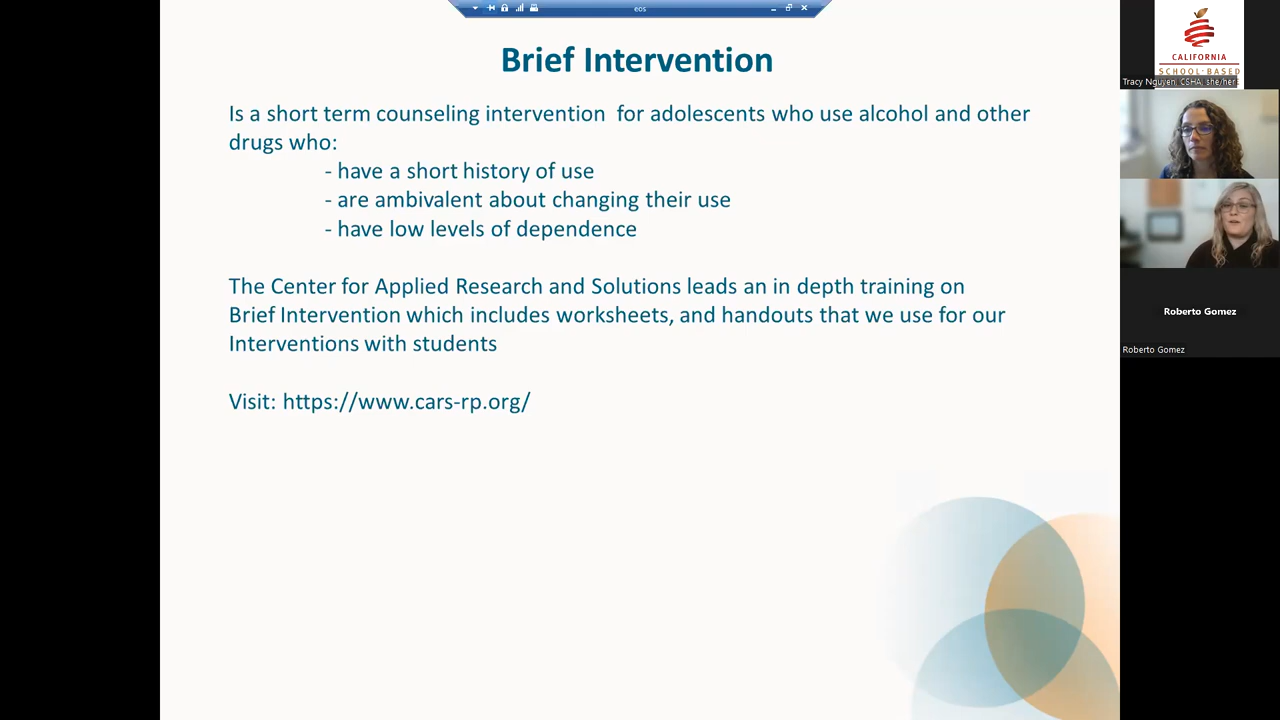 eos
Brief Intervention
Is a short term counseling intervention  for adolescents who use alcohol and other
drugs who:
- have a short history of use
- are ambivalent about changing their use
- have low levels of dependence
The Center for Applied Research and Solutions leads an in depth training on
Brief Intervention which includes worksheets, and handouts that we use for our
Interventions with students
Visit: https://www.cars-rp.org/
CALIFORNIA
SCHOOL-BASED
Tracy Nguyen| CSHA| she/her
Roberto Gomez
Roberto Gomez